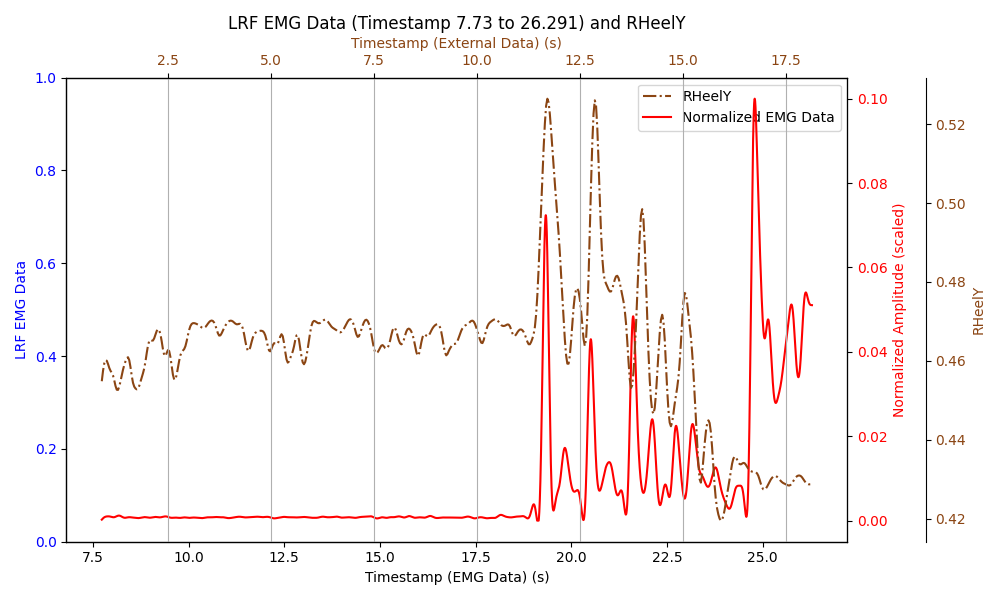 LRF EMG Data (Timestamp 7.73 to 26.291) and RHeelY
Timestamp (External Data) (s)
2.5 5.0 7.5 10.0 12.5 15.0 17.5
RHeelY
Normalized EMG Data
LRF EMG Data
1.0
0.8
0.6
0.4
0.2
0.0
Normalized Amplitude (scaled)
0.10
0.08
0.06
0.04
0.02
0.00
RHeelY
0.52
0.50
0.48
0.46
0.44
0.42
7.5 10.0 12.5 15.0 17.5 20.0 22.5 25.0
Timestamp (EMG Data) (s)